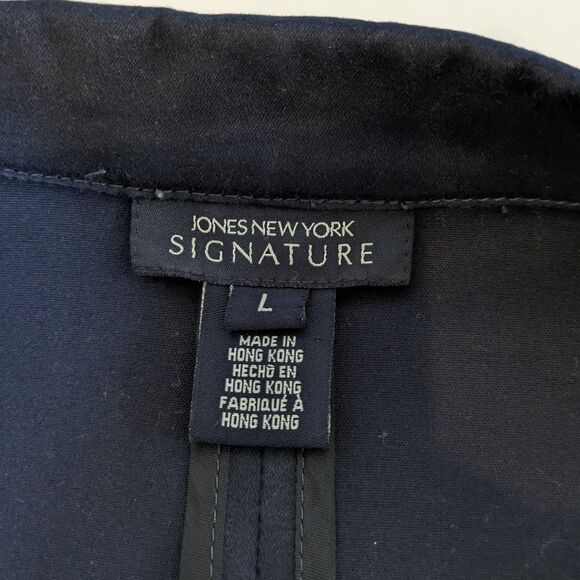 JONES NEW YORK
SIGNATURE
L
MADE IN
HONG KONG
HECHO EN
HONG KONG
FABRIQUÉ À
HONG KONG